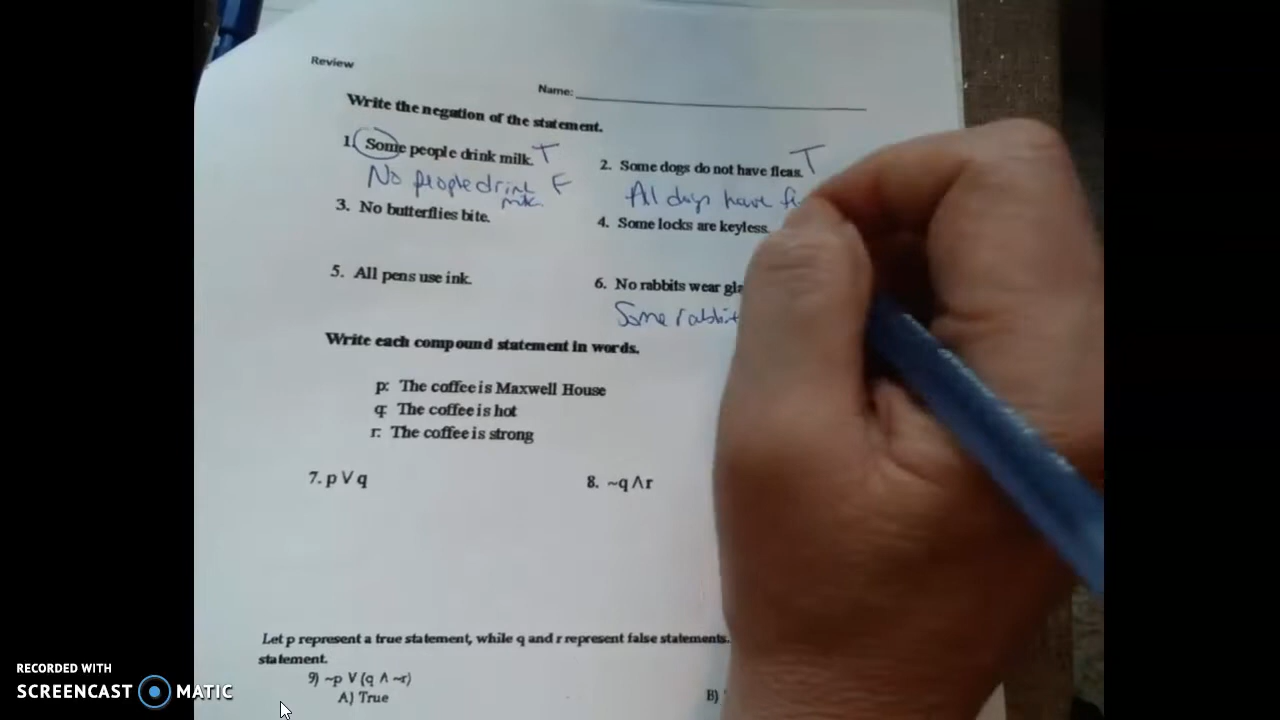 Review
Name:
Write the negation of the statement.
1. Some people drink milk. T
No people drink F
milk.
2. Some dogs do not have fleas. T
All dogs have
3. No butterflies bite.
4. Some locks are keyless.
5. All pens use ink.
6. No rabbits wear
Some rabbit
Write each compound statement in words.
p: The coffee is Maxwell House
q: The coffee is hot
r: The coffee is strong
7. p V q
8. ~q Λ r
Let p represent a true statement, while q and r represent false statements.
statement.
9) ~p V (q Λ ~r)
A) True
B)
RECORDED WITH
SCREENCAST MATIC